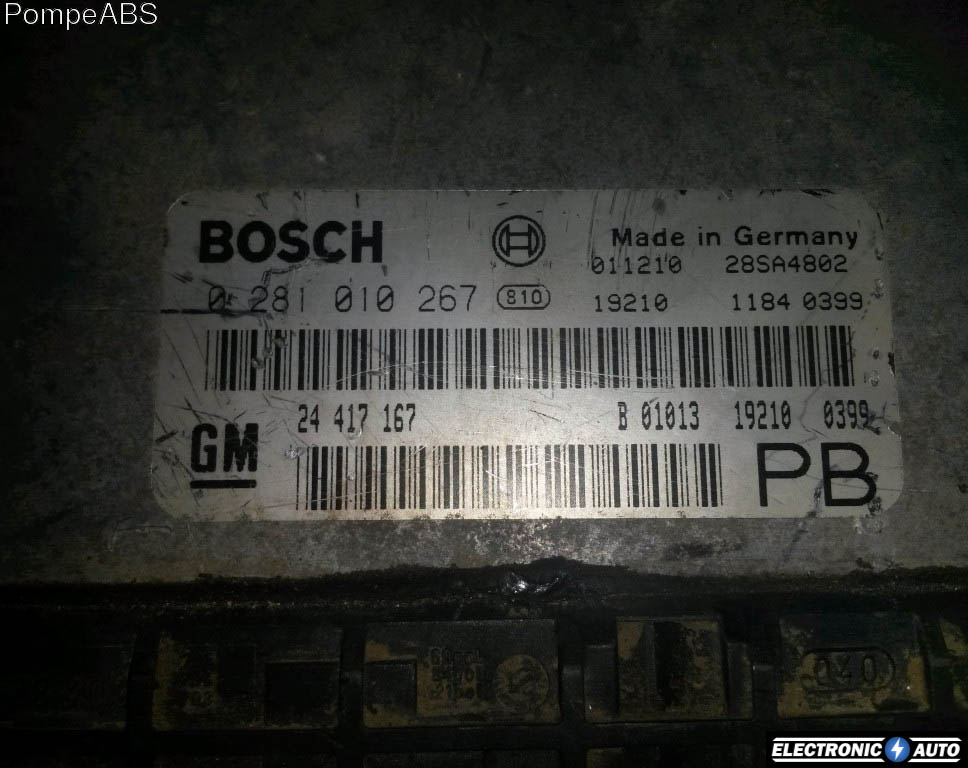 PompeABS
BOSCH Made in Germany
011210 28SA4802
0 281 010 267 810 19210 1184 0399
24 417 167 B 01013 19210 0399
GM PB
040
ELECTRONIC AUTO